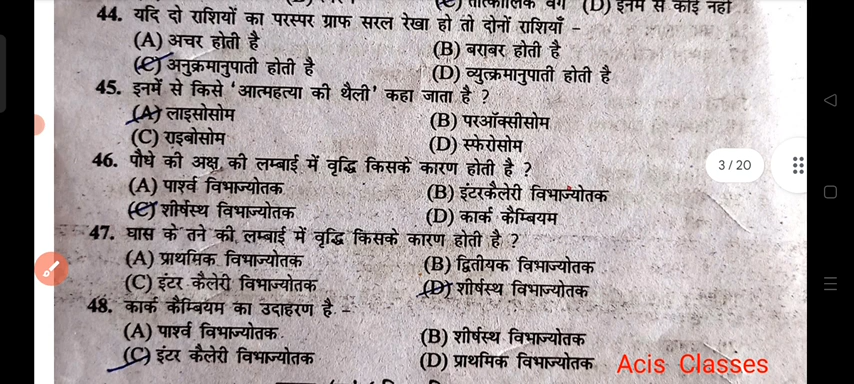 (C) तात्कालिक वेग (D) इनमें से कोई नहीं
44. यदि दो राशियों का परस्पर ग्राफ सरल रेखा हो तो दोनों राशियाँ –
(A) अचर होती है (B) बराबर होती है
(C) अनुक्रमानुपाती होती है (D) व्युत्क्रमानुपाती होती है
45. इनमें से किसे 'आत्महत्या की थैली' कहा जाता है ?
(A) लाइसोसोम (B) परऑक्सीसोम
(C) राइबोसोम (D) स्फेरोसोम
46. पौधे की अक्ष की लम्बाई में वृद्धि किसके कारण होती है ?
(A) पार्श्व विभाज्योतक (B) इंटरकैलेरी विभाज्योतक
(C) शीर्षस्थ विभाज्योतक (D) कार्क कैम्बियम
47. घास के तने की लम्बाई में वृद्धि किसके कारण होती है ?
(A) प्राथमिक विभाज्योतक (B) द्वितीयक विभाज्योतक
(C) इंटर कैलेरी विभाज्योतक (D) शीर्षस्थ विभाज्योतक
48. कार्क कैम्बियम का उदाहरण है –
(A) पार्श्व विभाज्योतक (B) शीर्षस्थ विभाज्योतक
(C) इंटर कैलेरी विभाज्योतक (D) प्राथमिक विभाज्योतक
Acis Classes
3 / 20